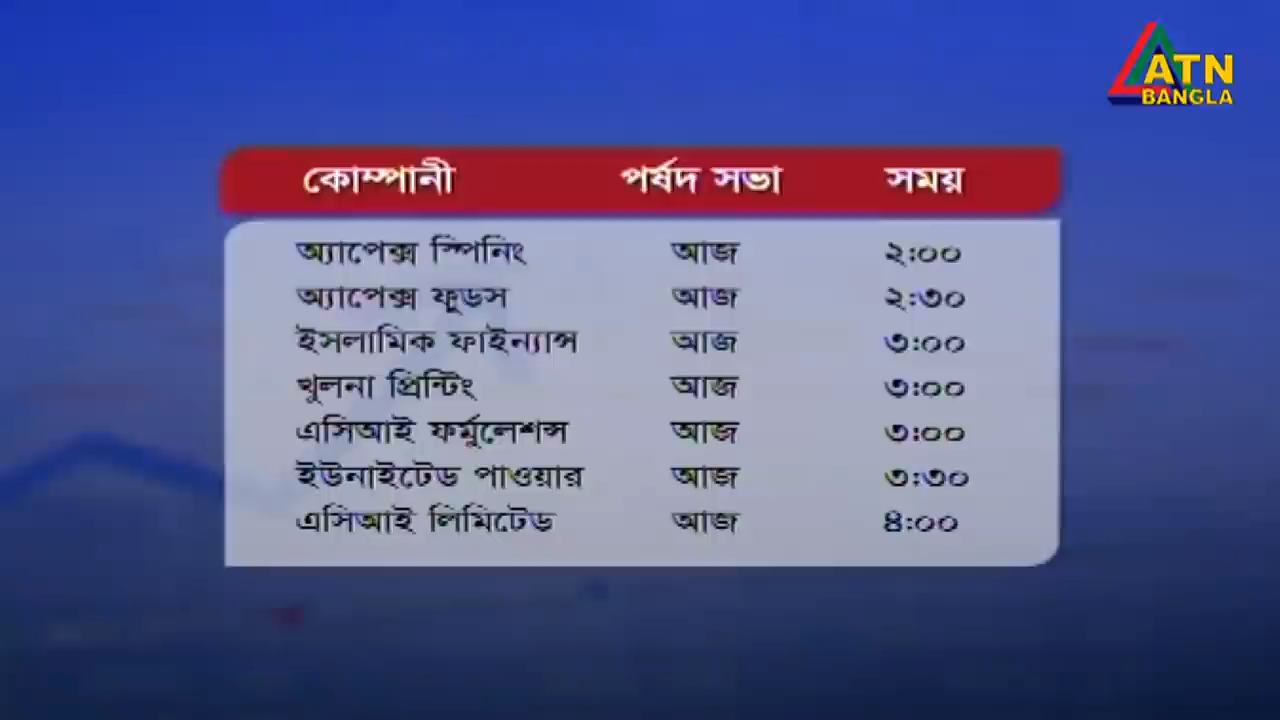 ATN
BANGLA
কোম্পানী পর্ষদ সভা সময়
অ্যাপেক্স স্পিনিং আজ ২:০০
অ্যাপেক্স ফুডস আজ ২:৩০
ইসলামিক ফাইন্যান্স আজ ৩:০০
খুলনা প্রিন্টিং আজ ৩:০০
এসিআই ফর্মুলেশন্স আজ ৩:০০
ইউনাইটেড পাওয়ার আজ ৩:৩০
এসিআই লিমিটেড আজ ৪:০০